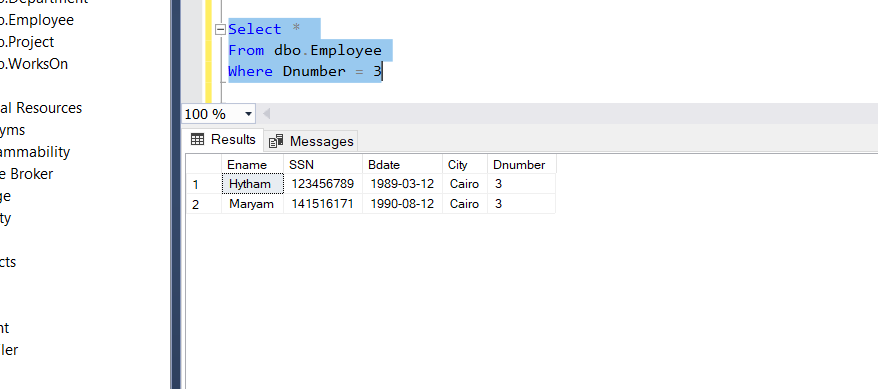 o.Employee
o.Project
o.WorksOn
al Resources
yms
ammability
e Broker
ge
ty
cts
nt
ler
Select *
From dbo.Employee
Where Dnumber = 3
100 %
Results Messages
Ename SSN Bdate City Dnumber
1 Hytham 123456789 1989-03-12 Cairo 3
2 Maryam 141516171 1990-08-12 Cairo 3